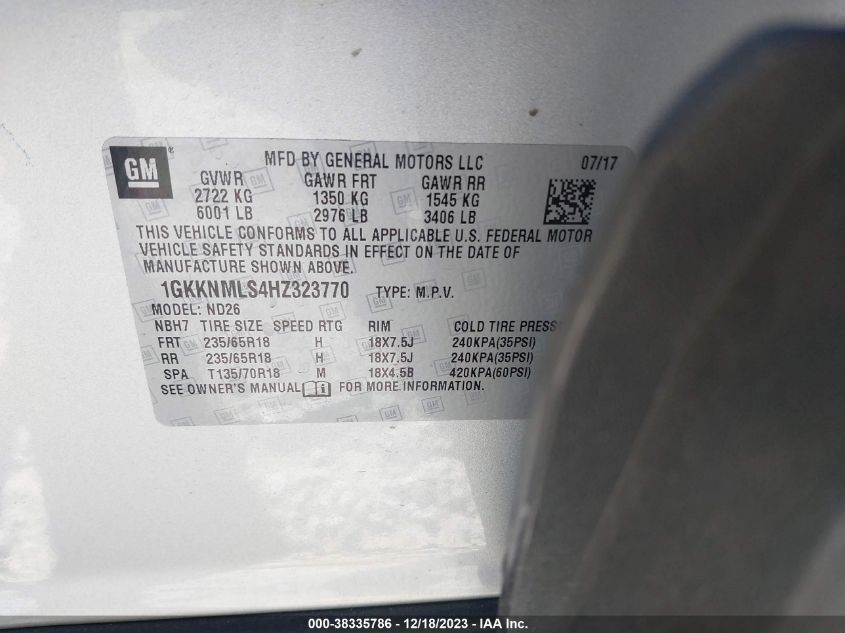 GM
MFD BY GENERAL MOTORS LLC 07/17
GVWR GAWR FRT GAWR RR
2722 KG 1350 KG 1545 KG
6001 LB 2976 LB 3406 LB
THIS VEHICLE CONFORMS TO ALL APPLICABLE U.S. FEDERAL MOTOR
VEHICLE SAFETY STANDARDS IN EFFECT ON THE DATE OF
MANUFACTURE SHOWN ABOVE.
1GKKNMLS4HZ323770 TYPE: M.P.V.
MODEL: ND26
NBH7 TIRE SIZE SPEED RTG RIM COLD TIRE PRESS
FRT 235/65R18 H 18X7.5J 240KPA(35PSI)
RR 235/65R18 H 18X7.5J 240KPA(35PSI)
SPA T135/70R18 M 18X4.5B 420KPA(60PSI)
SEE OWNER'S MANUAL FOR MORE INFORMATION.
000-38335786 - 12/18/2023 - IAA Inc.